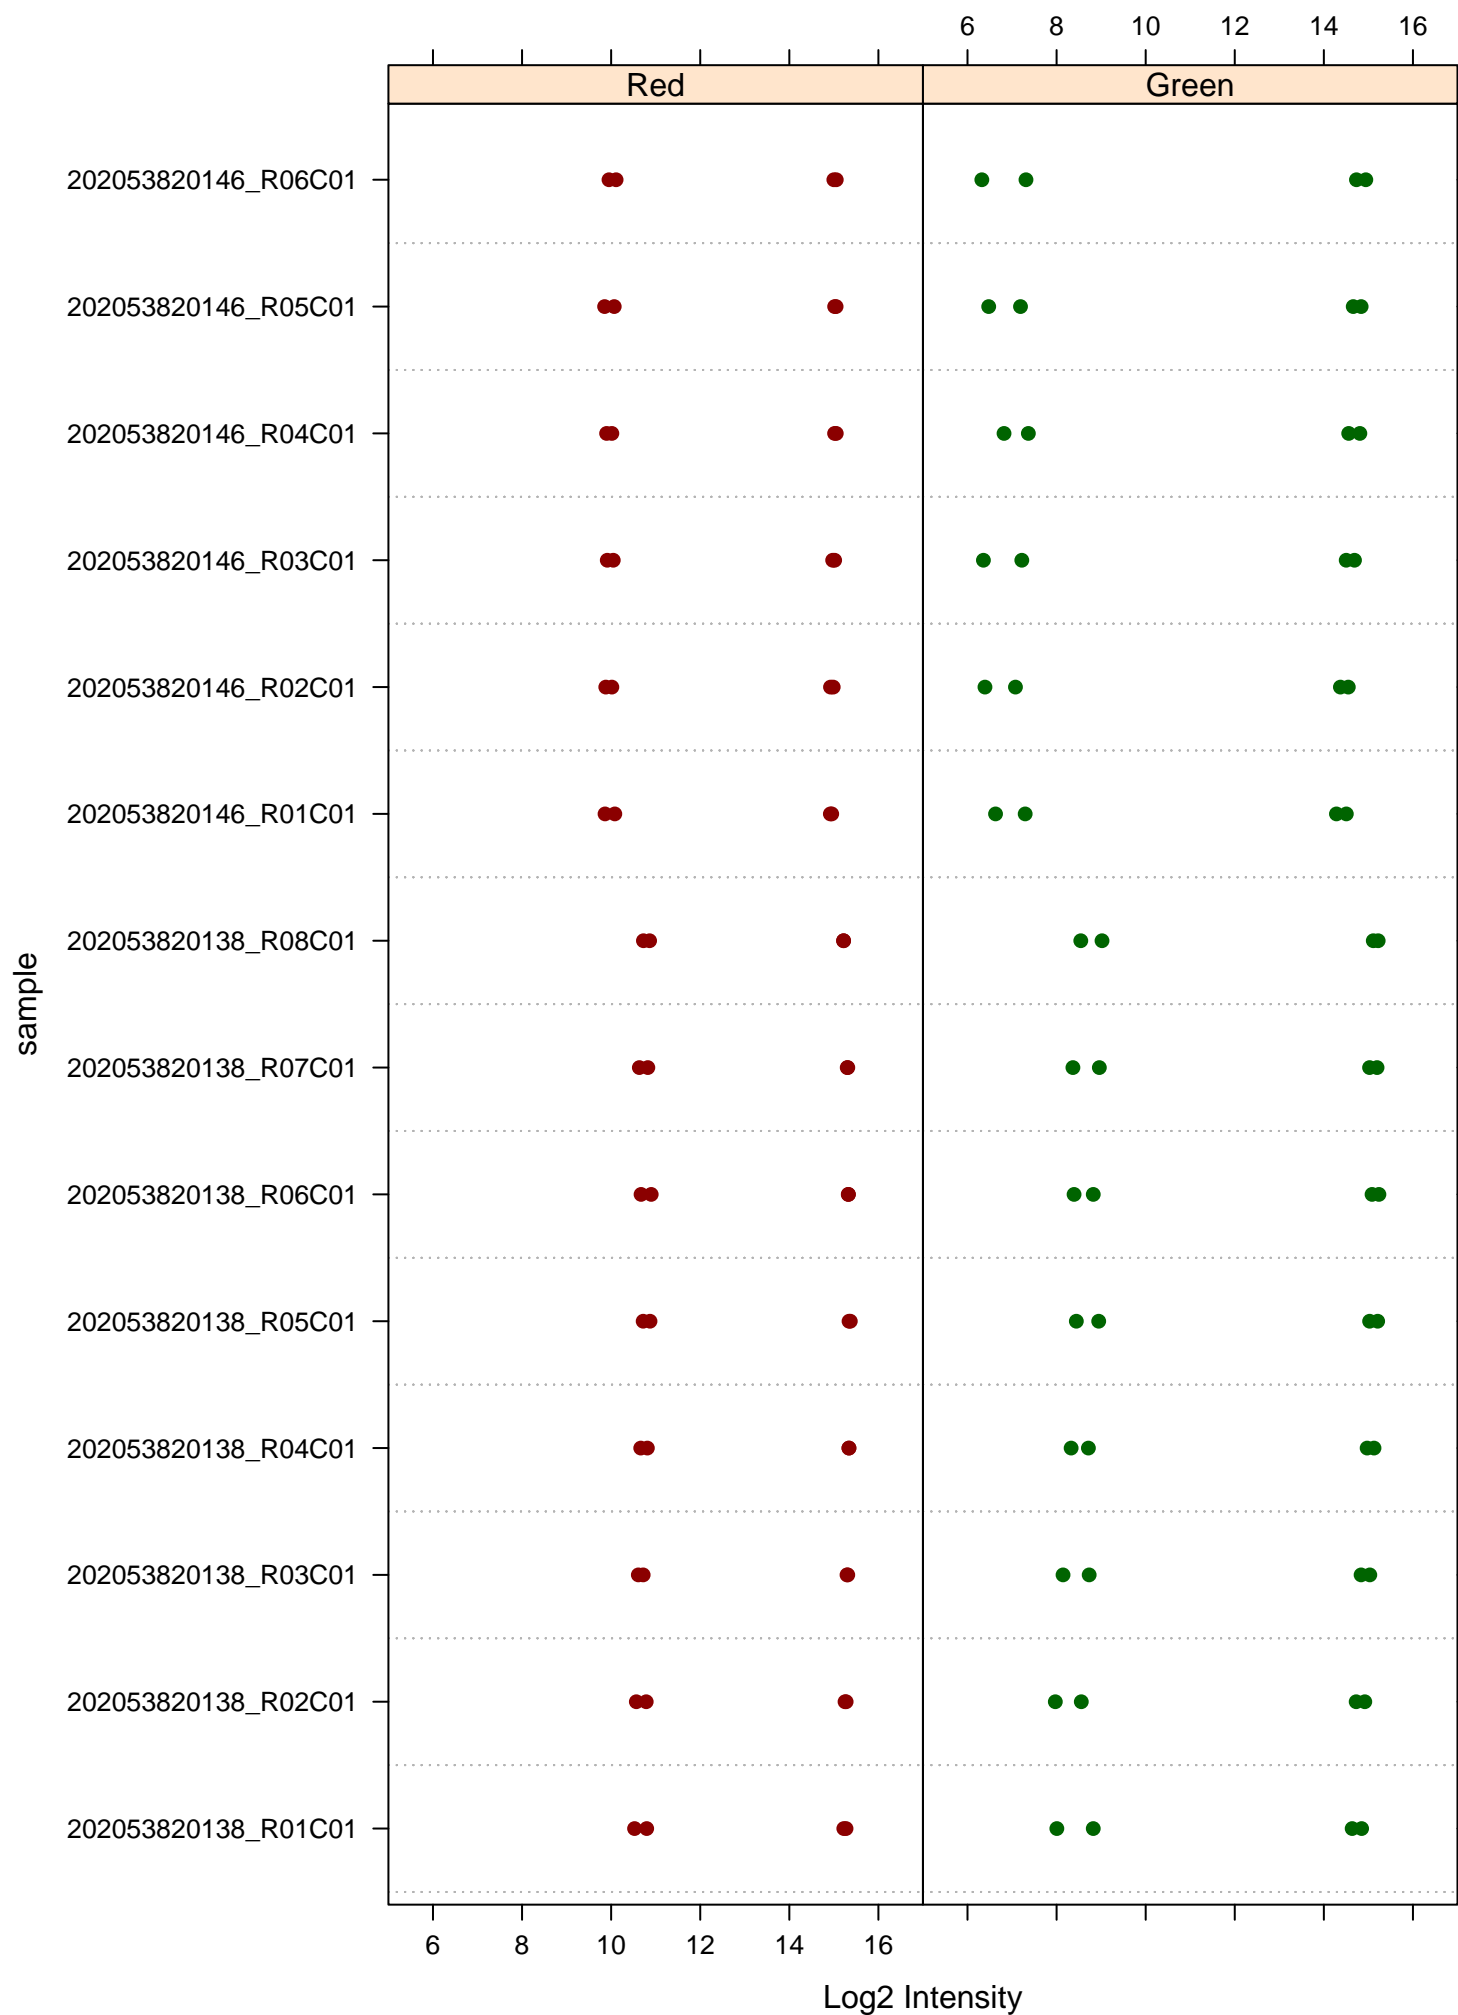 6 8 10 12 14 16
Red Green
202053820146_R06C01
202053820146_R05C01
202053820146_R04C01
202053820146_R03C01
202053820146_R02C01
202053820146_R01C01
202053820138_R08C01
sample
202053820138_R07C01
202053820138_R06C01
202053820138_R05C01
202053820138_R04C01
202053820138_R03C01
202053820138_R02C01
202053820138_R01C01
6 8 10 12 14 16
Log2 Intensity